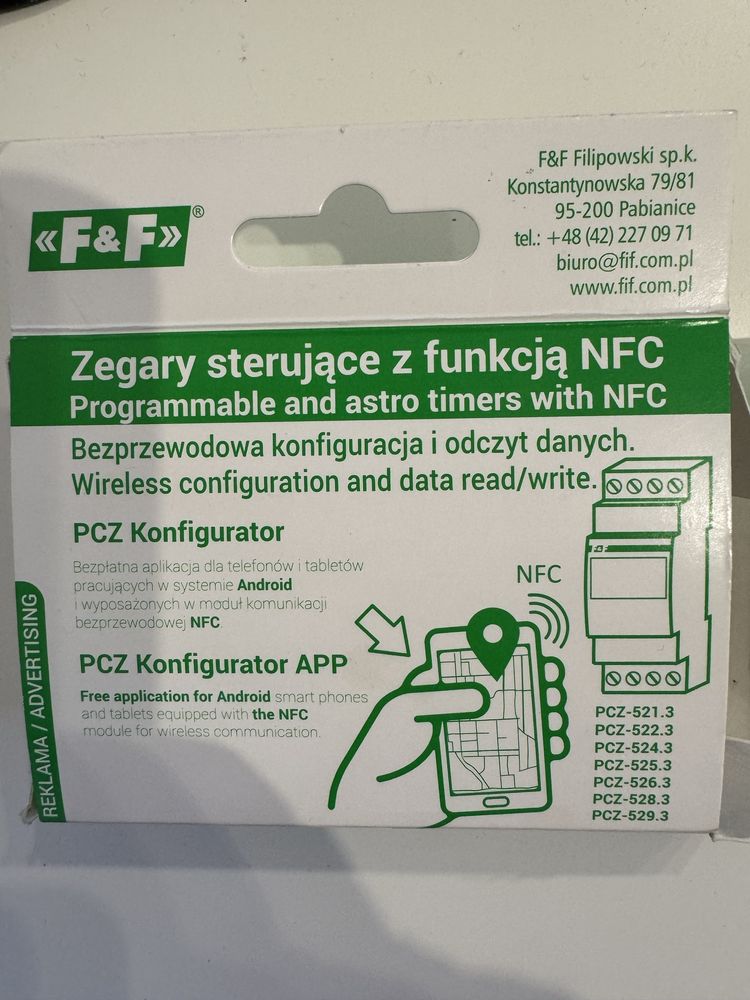 «F&F»®
F&F Filipowski sp.k.
Konstantynowska 79/81
95-200 Pabianice
tel.: +48 (42) 227 09 71
biuro@fif.com.pl
www.fif.com.pl
Zegary sterujące z funkcją NFC
Programmable and astro timers with NFC
Bezprzewodowa konfiguracja i odczyt danych.
Wireless configuration and data read/write.
PCZ Konfigurator
Bezpłatna aplikacja dla telefonów i tabletów
pracujących w systemie Android
i wyposażonych w moduł komunikacji
bezprzewodowej NFC.
PCZ Konfigurator APP
Free application for Android smart phones
and tablets equipped with the NFC
module for wireless communication.
REKLAMA / ADVERTISING
NFC
F&F
PCZ-521.3
PCZ-522.3
PCZ-524.3
PCZ-525.3
PCZ-526.3
PCZ-528.3
PCZ-529.3